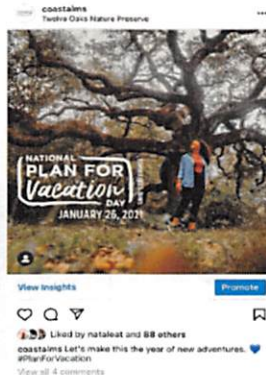 coastalms
Twelve Oaks Nature Preserve
NATIONAL
PLAN FOR
Vacation
DAY
JANUARY 26, 2021
View Insights
Promote
Liked by nataleat and 88 others
coastalms Let's make this the year of new adventures. 💙
#PlanForVacation
View all 4 comments